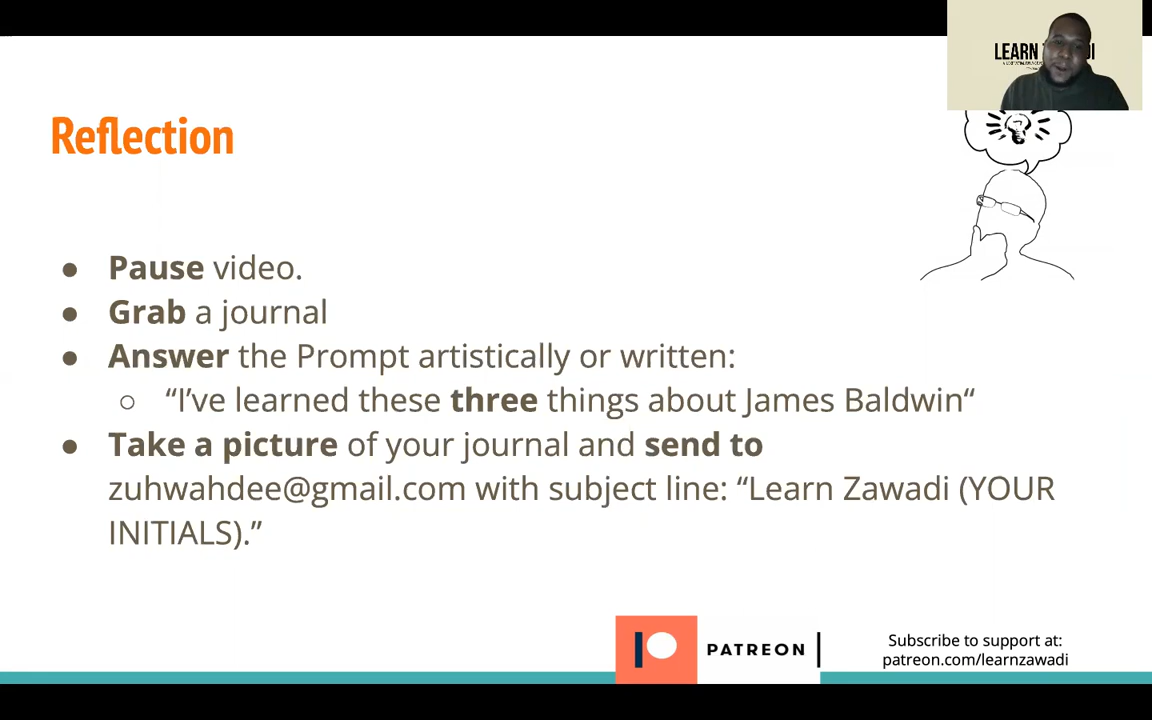 LEARN
Reflection
● Pause video.
● Grab a journal
● Answer the Prompt artistically or written:
○ “I’ve learned these three things about James Baldwin“
● Take a picture of your journal and send to
zuhwahdee@gmail.com with subject line: “Learn Zawadi (YOUR
INITIALS).”
PATREON
Subscribe to support at:
patreon.com/learnzawadi